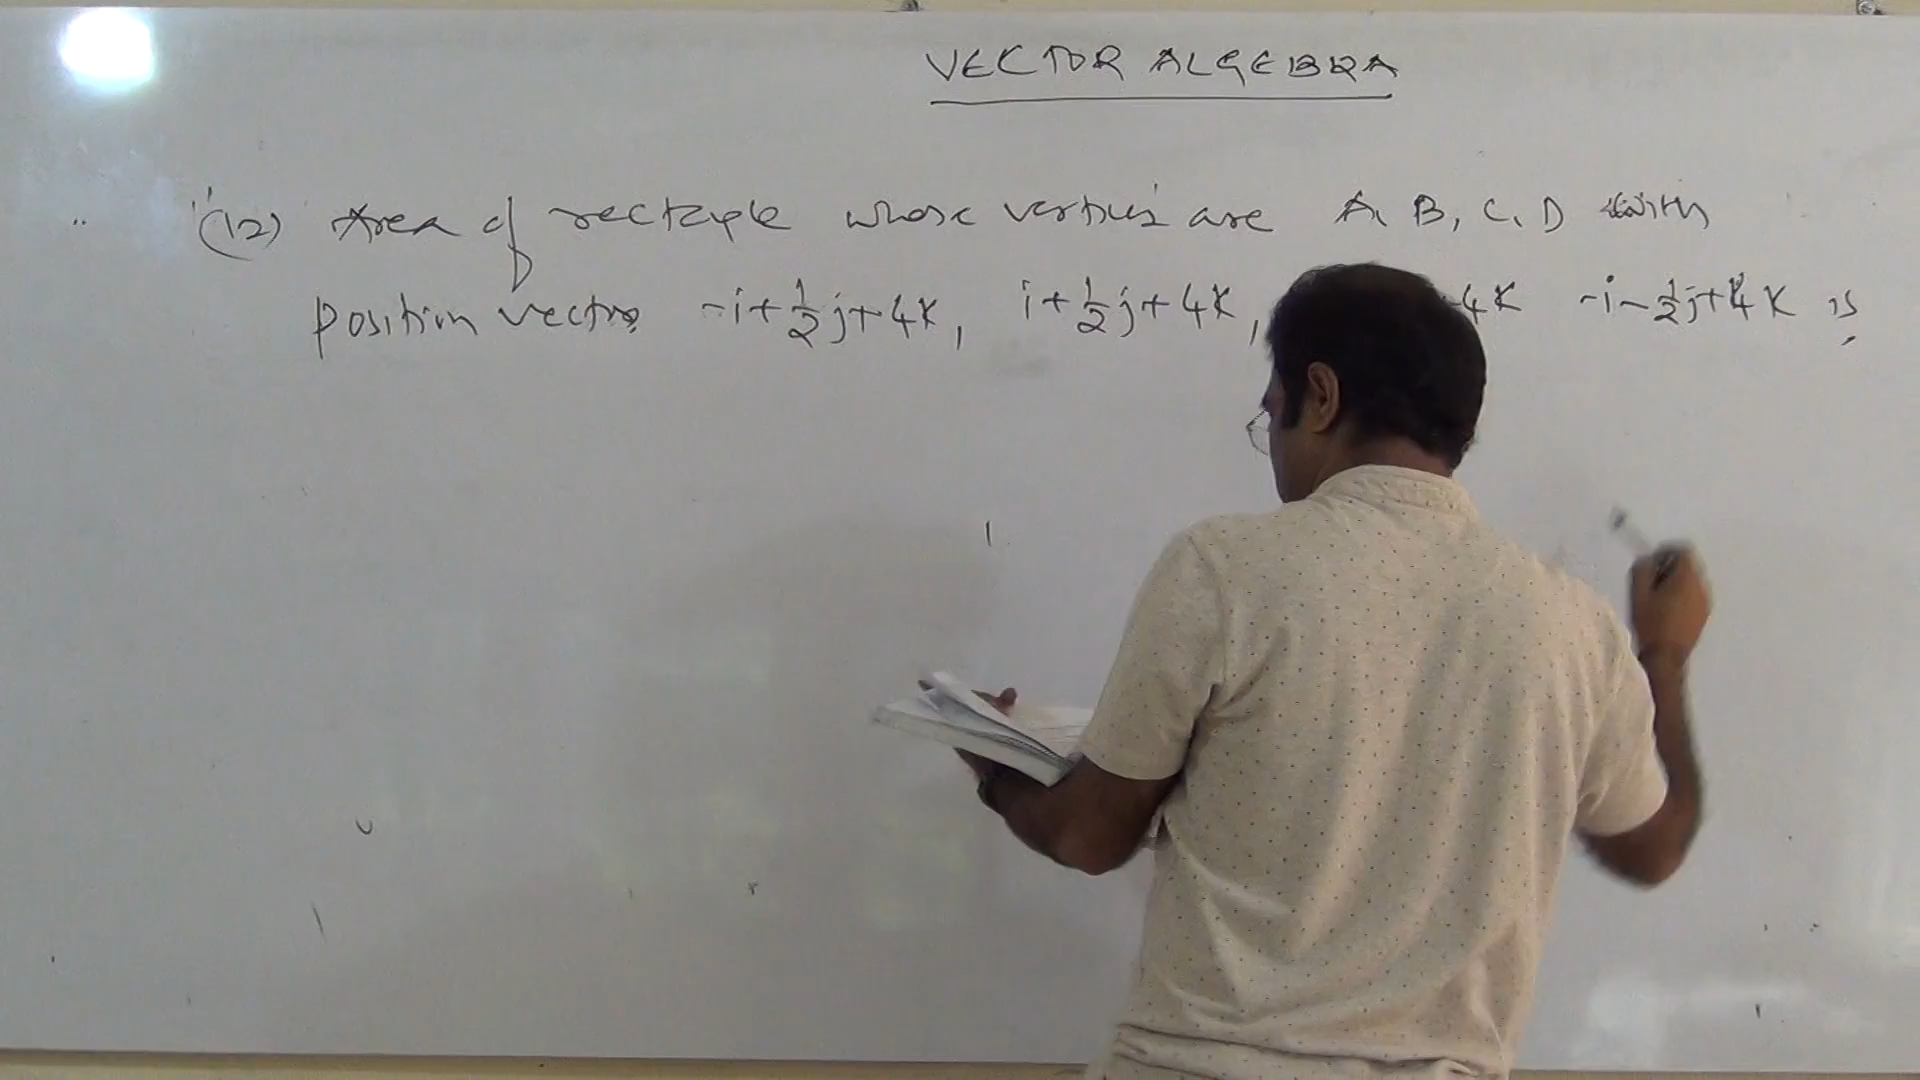 VECTOR ALGEBRA
(12) Area of rectangle whose vertices are A, B, C, D with
position vectors -i+½j+4k, i+½j+4k, 4k -i-½j+4k is